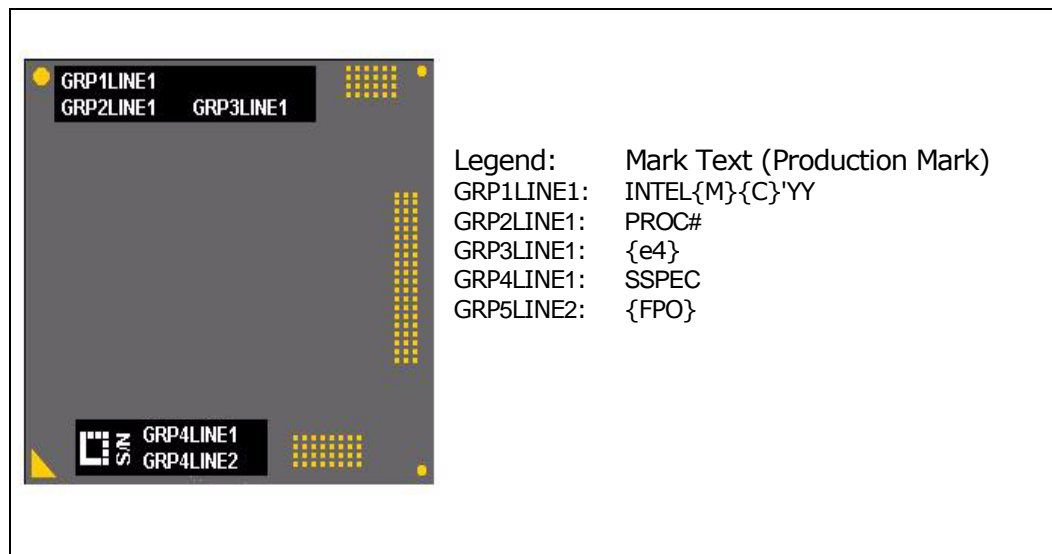 GRP1LINE1
GRP2LINE1 GRP3LINE1
S/N
GRP4LINE1
GRP4LINE2
Legend: Mark Text (Production Mark)
GRP1LINE1: INTEL{M}{C}'YY
GRP2LINE1: PROC#
GRP3LINE1: {e4}
GRP4LINE1: SSPEC
GRP5LINE2: {FPO}